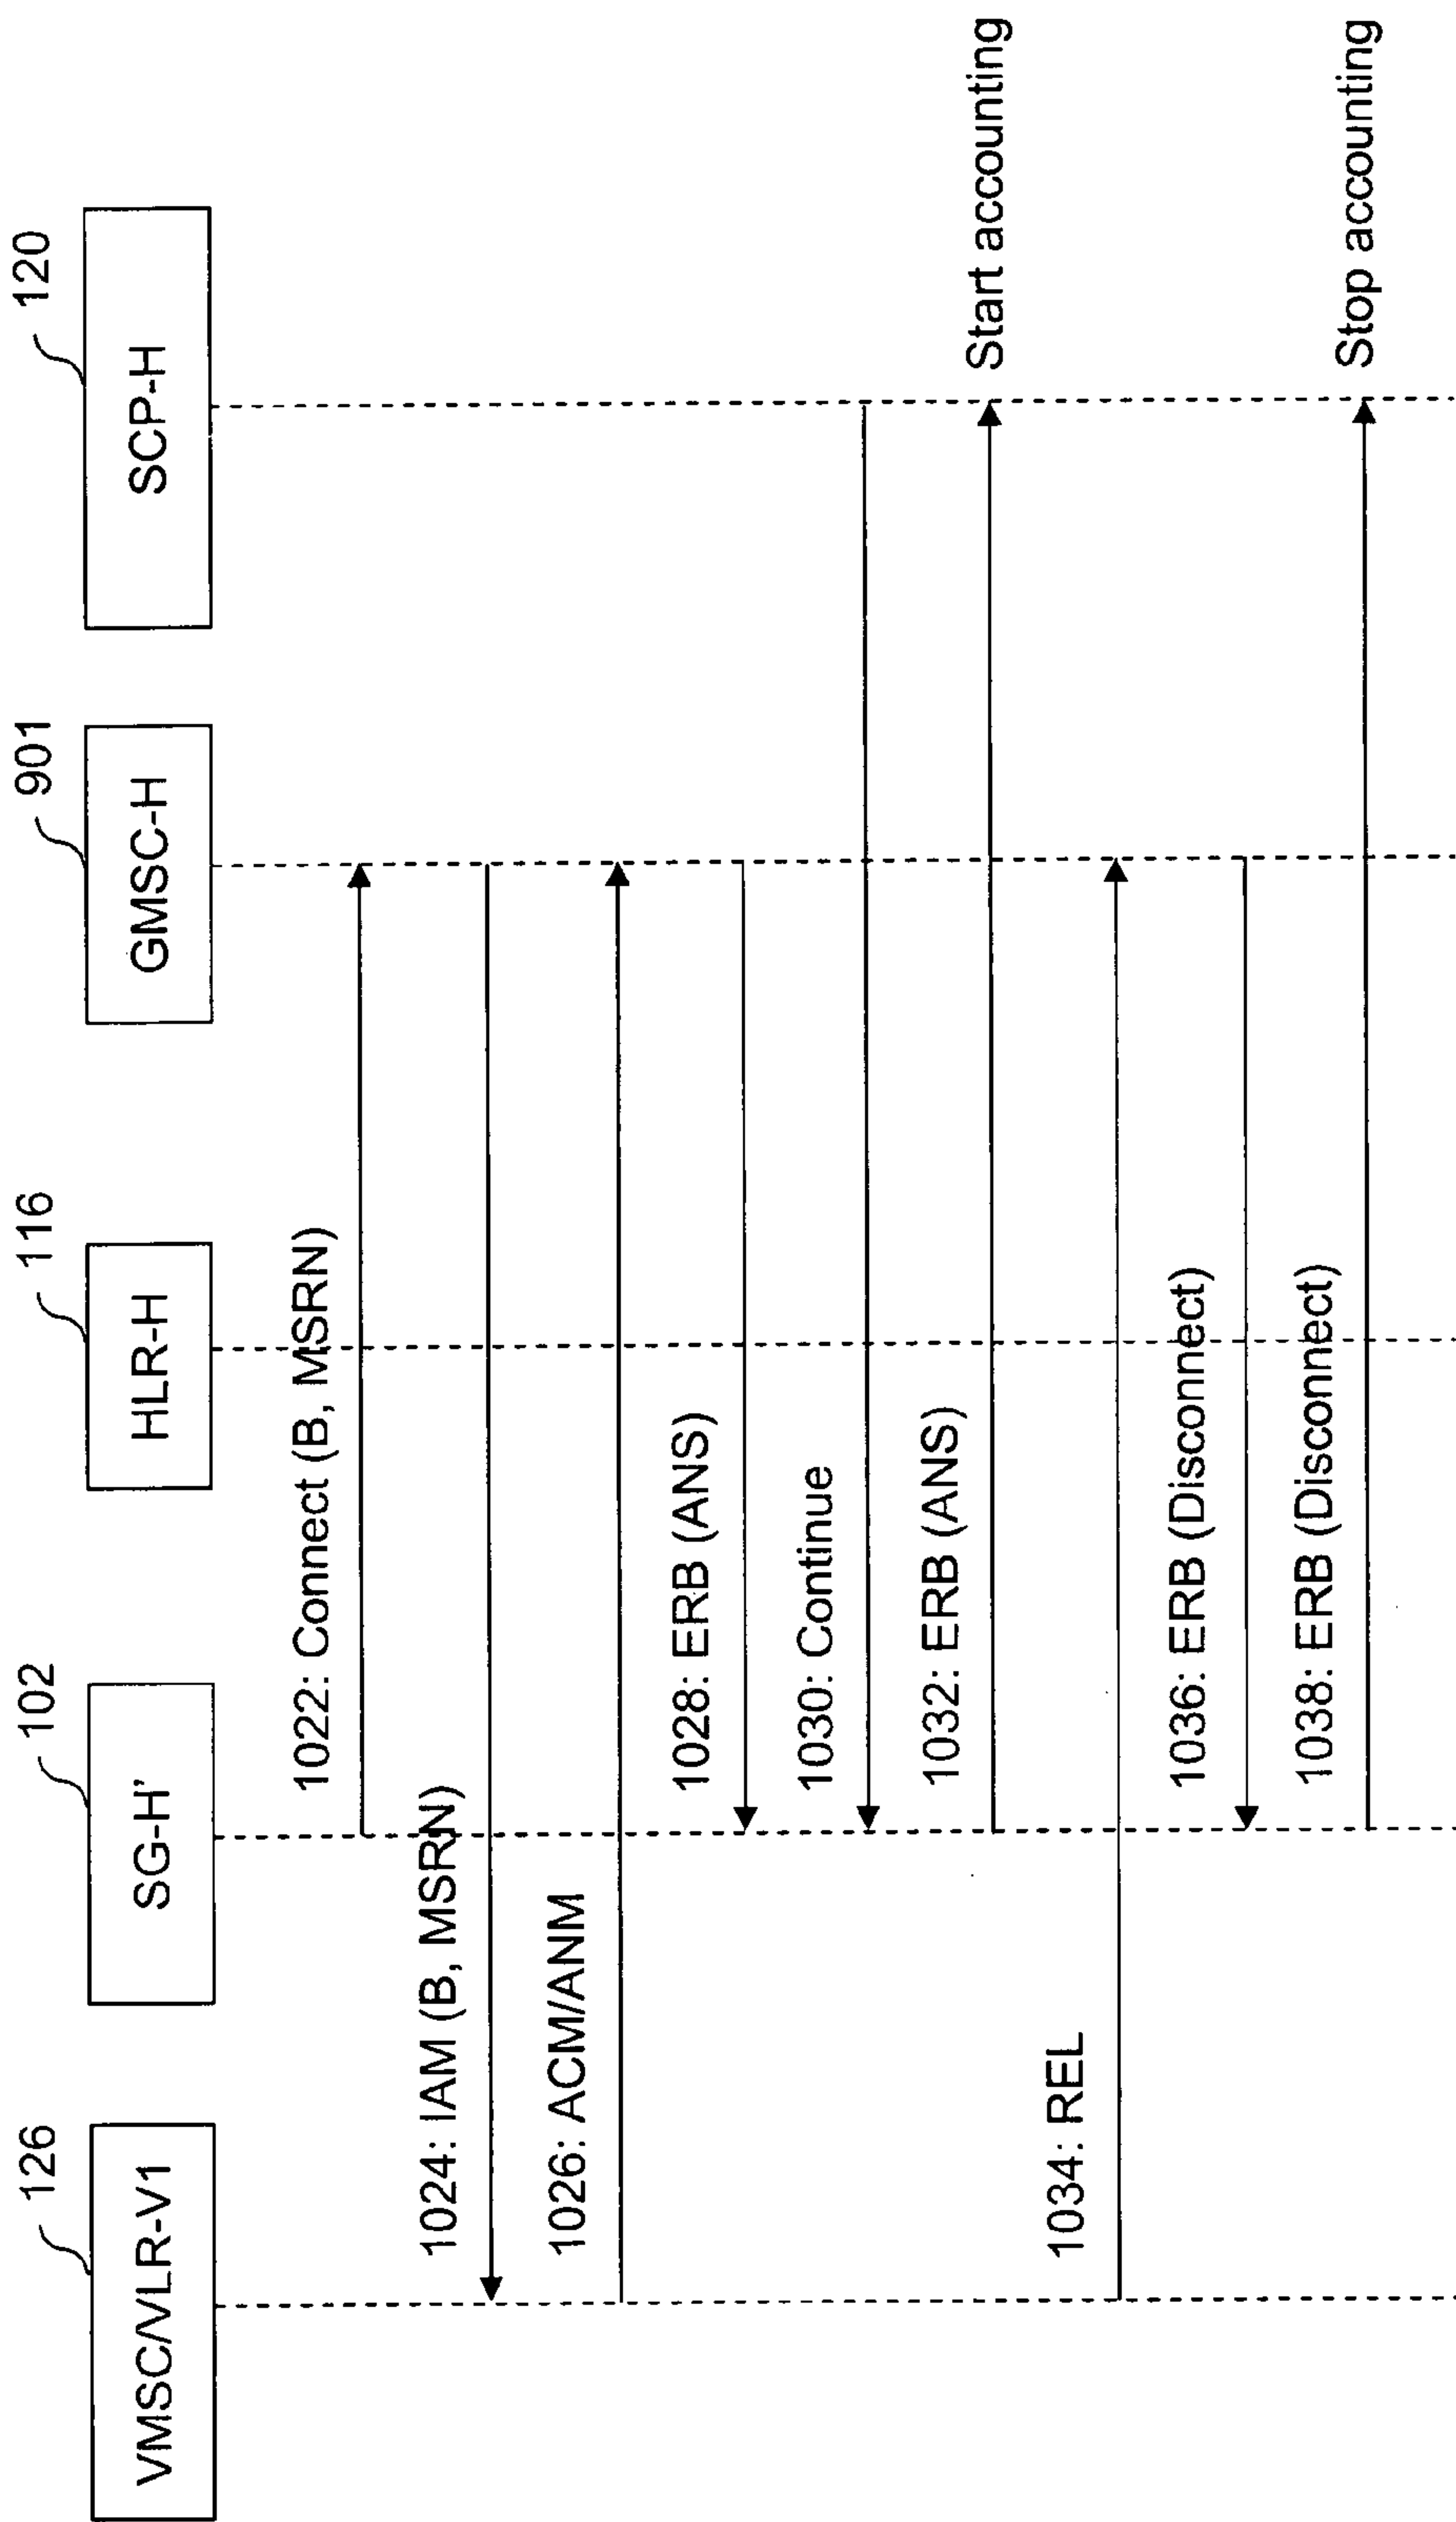 126
102
116
901
120
VMSC/VLR-V1
SG-H'
HLR-H
GMSC-H
SCP-H
1022: Connect (B, MSRN)
1024: IAM (B, MSRN)
1026: ACM/ANM
1028: ERB (ANS)
1030: Continue
1032: ERB (ANS)
Start accounting
1034: REL
1036: ERB (Disconnect)
1038: ERB (Disconnect)
Stop accounting